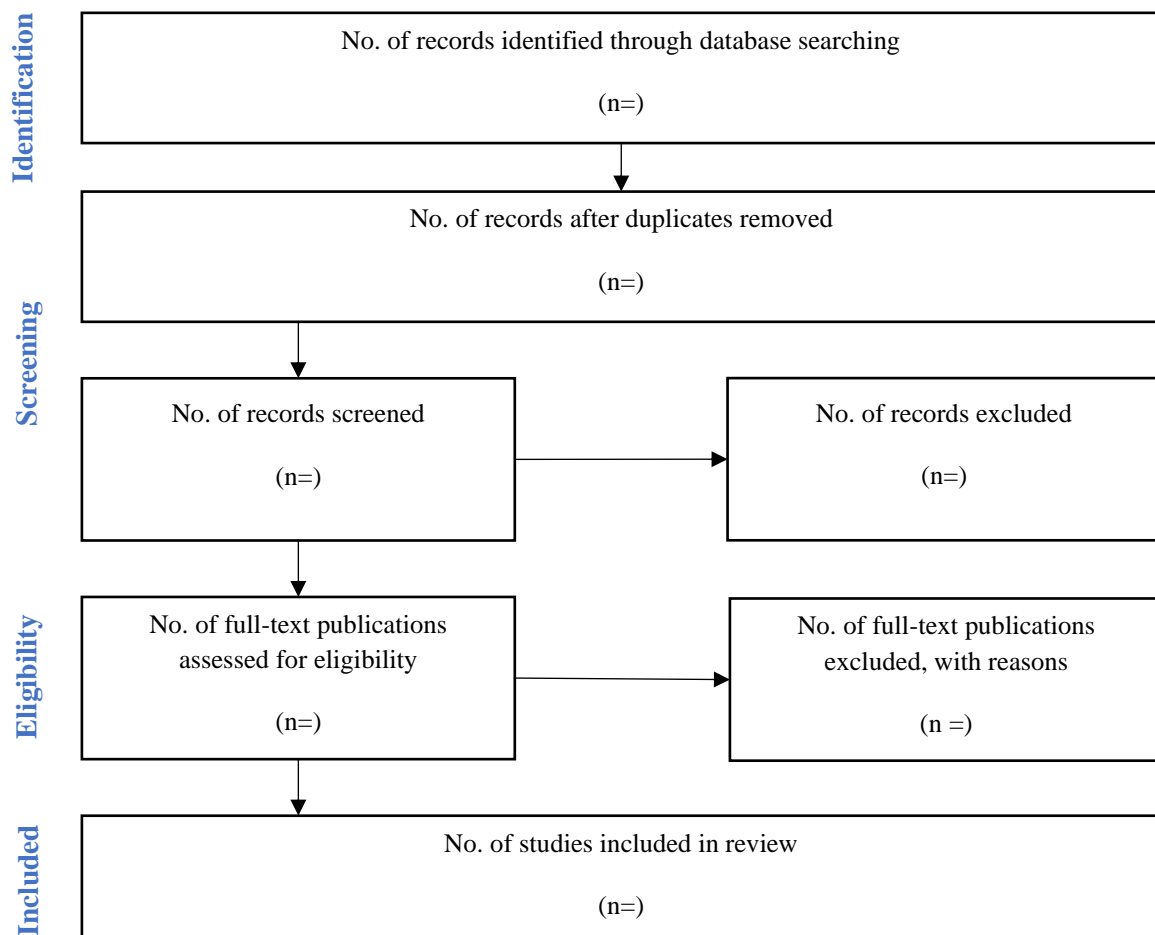 Identification
No. of records identified through database searching
(n=)
No. of records after duplicates removed
(n=)
Screening
No. of records screened
(n=)
No. of records excluded
(n=)
Eligibility
No. of full-text publications
assessed for eligibility
(n=)
No. of full-text publications
excluded, with reasons
(n =)
Included
No. of studies included in review
(n=)